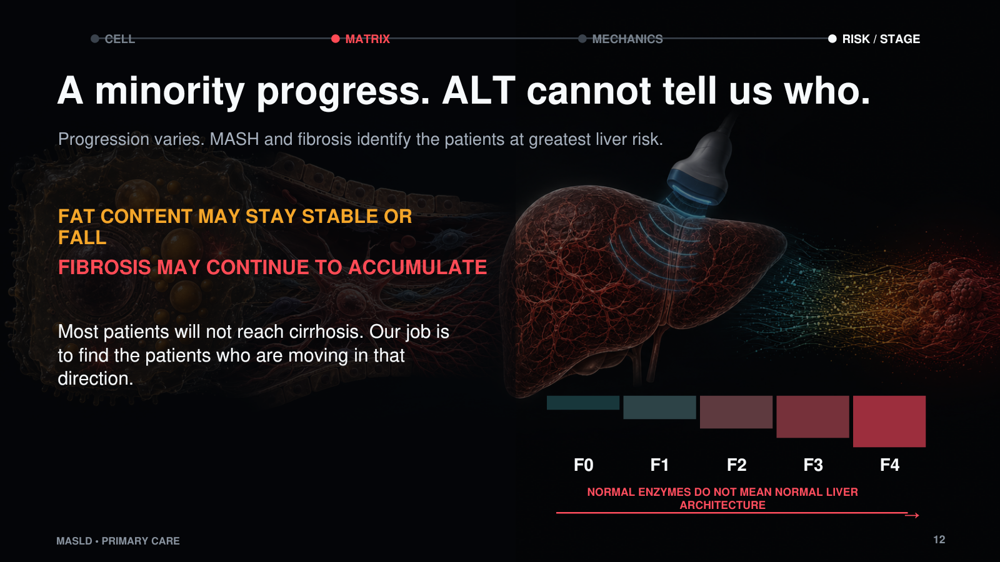 CELL
MATRIX
MECHANICS
RISK / STAGE
A minority progress. ALT cannot tell us who.
Progression varies. MASH and fibrosis identify the patients at greatest liver risk.
FAT CONTENT MAY STAY STABLE OR
FALL
FIBROSIS MAY CONTINUE TO ACCUMULATE
Most patients will not reach cirrhosis. Our job is
to find the patients who are moving in that
direction.
F0
F1
F2
F3
F4
NORMAL ENZYMES DO NOT MEAN NORMAL LIVER
ARCHITECTURE
→
MASLD • PRIMARY CARE
12